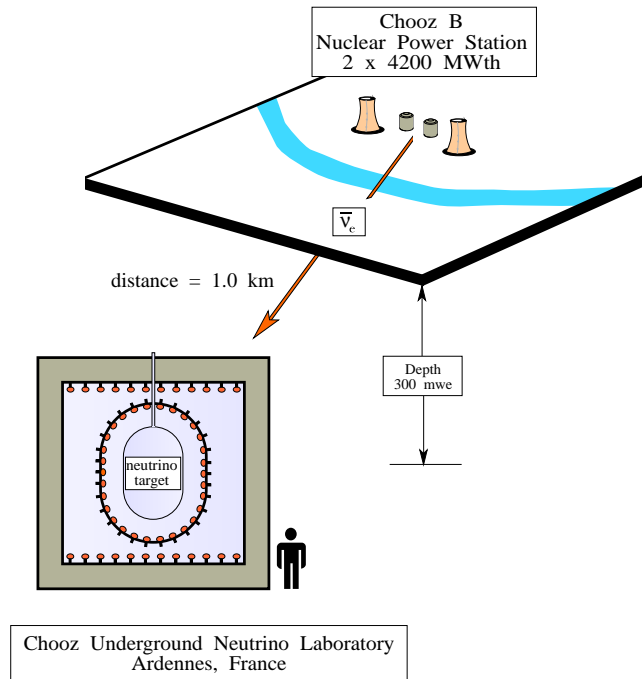 Chooz B
Nuclear Power Station
2 x 4200 MWth
ν̅e
distance = 1.0 km
Depth
300 mwe
neutrino
target
Chooz Underground Neutrino Laboratory
Ardennes, France